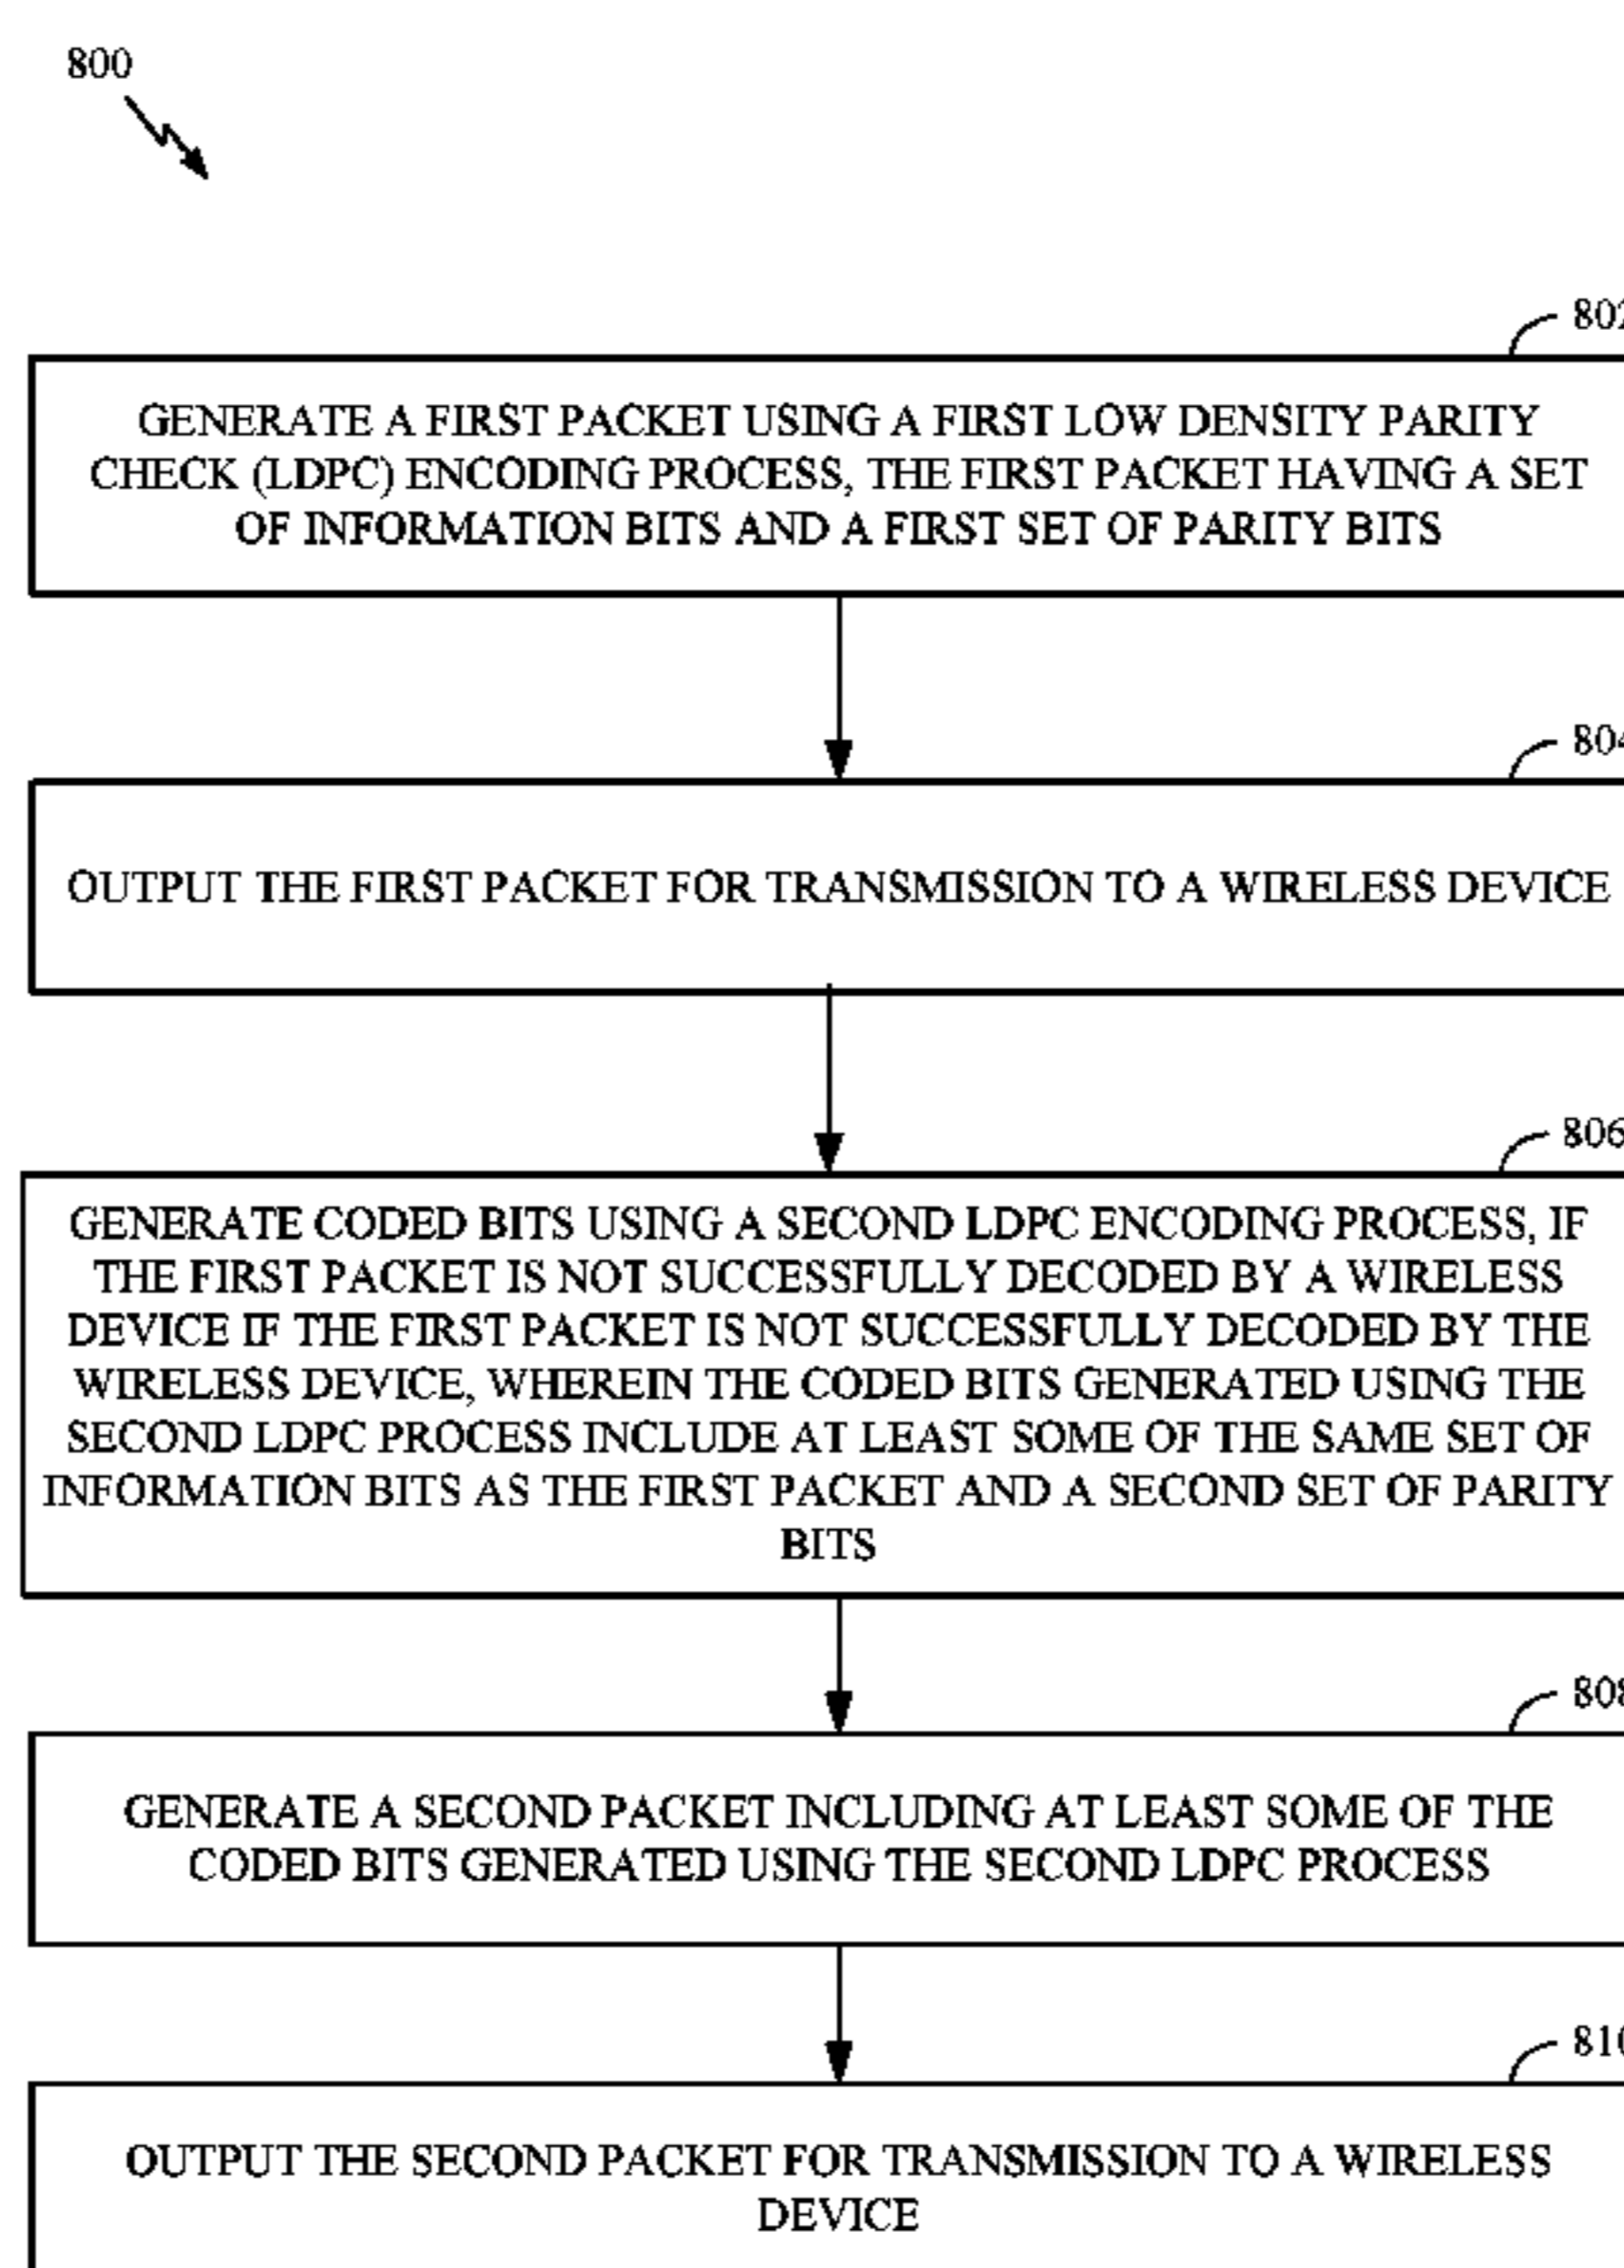 800
802
GENERATE A FIRST PACKET USING A FIRST LOW DENSITY PARITY
CHECK (LDPC) ENCODING PROCESS, THE FIRST PACKET HAVING A SET
OF INFORMATION BITS AND A FIRST SET OF PARITY BITS
804
OUTPUT THE FIRST PACKET FOR TRANSMISSION TO A WIRELESS DEVICE
806
GENERATE CODED BITS USING A SECOND LDPC ENCODING PROCESS, IF
THE FIRST PACKET IS NOT SUCCESSFULLY DECODED BY A WIRELESS
DEVICE IF THE FIRST PACKET IS NOT SUCCESSFULLY DECODED BY THE
WIRELESS DEVICE, WHEREIN THE CODED BITS GENERATED USING THE
SECOND LDPC PROCESS INCLUDE AT LEAST SOME OF THE SAME SET OF
INFORMATION BITS AS THE FIRST PACKET AND A SECOND SET OF PARITY
BITS
808
GENERATE A SECOND PACKET INCLUDING AT LEAST SOME OF THE
CODED BITS GENERATED USING THE SECOND LDPC PROCESS
810
OUTPUT THE SECOND PACKET FOR TRANSMISSION TO A WIRELESS
DEVICE